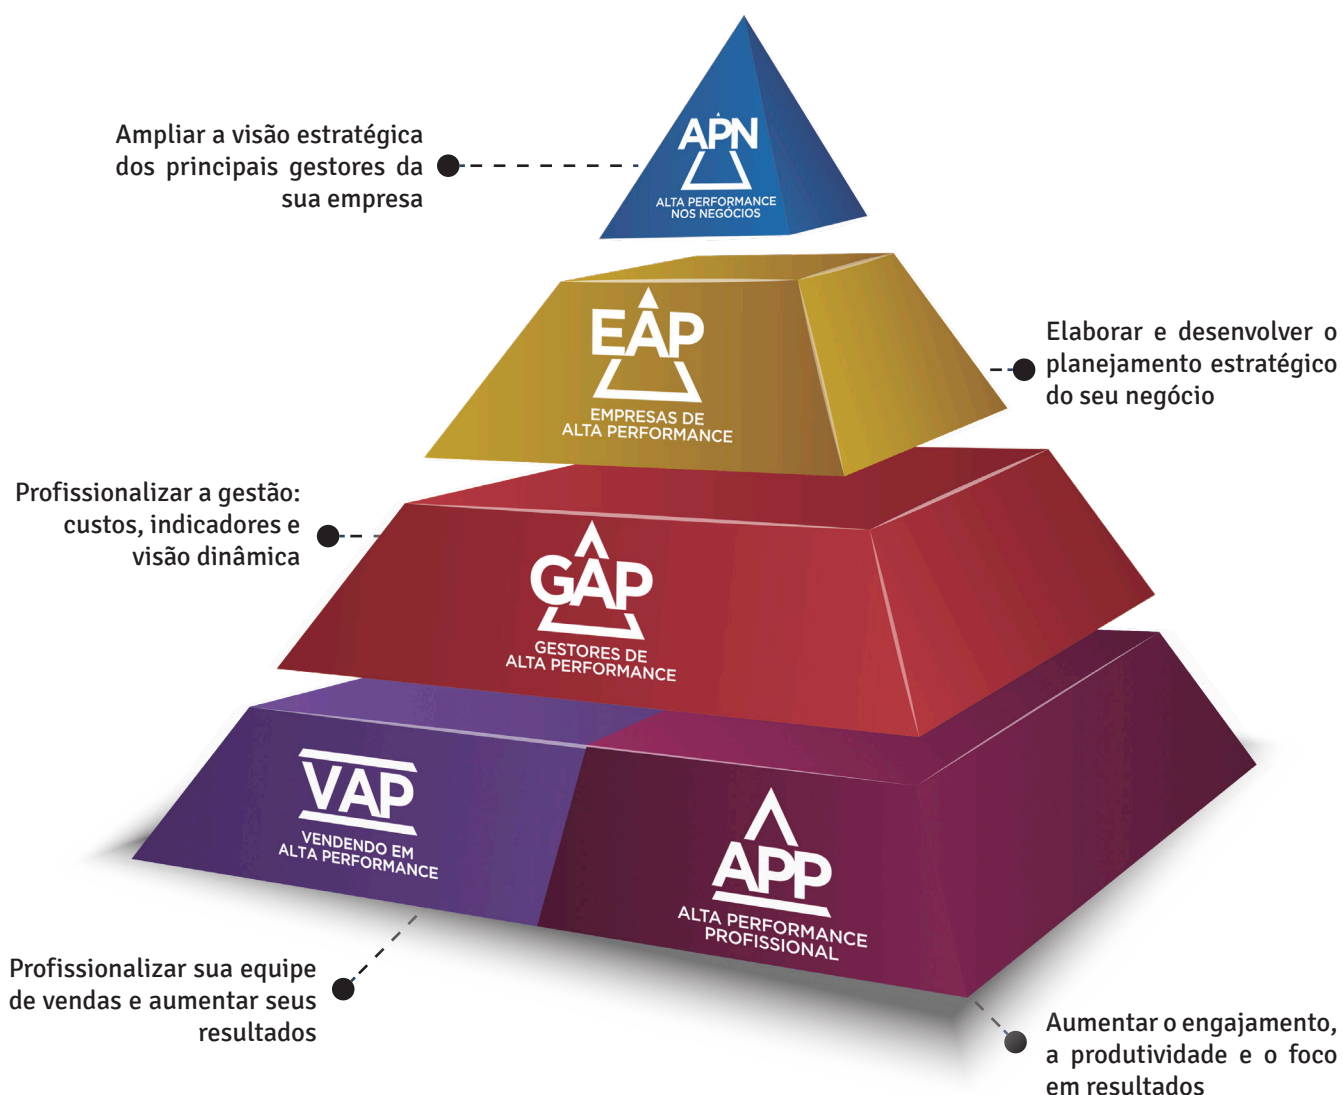 Ampliar a visão estratégica
dos principais gestores da
sua empresa
APN
ALTA PERFORMANCE
NOS NEGÓCIOS
EAP
EMPRESAS DE
ALTA PERFORMANCE
Elaborar e desenvolver o
planejamento estratégico
do seu negócio
Profissionalizar a gestão:
custos, indicadores e
visão dinâmica
GAP
GESTORES DE
ALTA PERFORMANCE
VAP
VENDENDO EM
ALTA PERFORMANCE
APP
ALTA PERFORMANCE
PROFISSIONAL
Profissionalizar sua equipe
de vendas e aumentar seus
resultados
Aumentar o engajamento,
a produtividade e o foco
em resultados